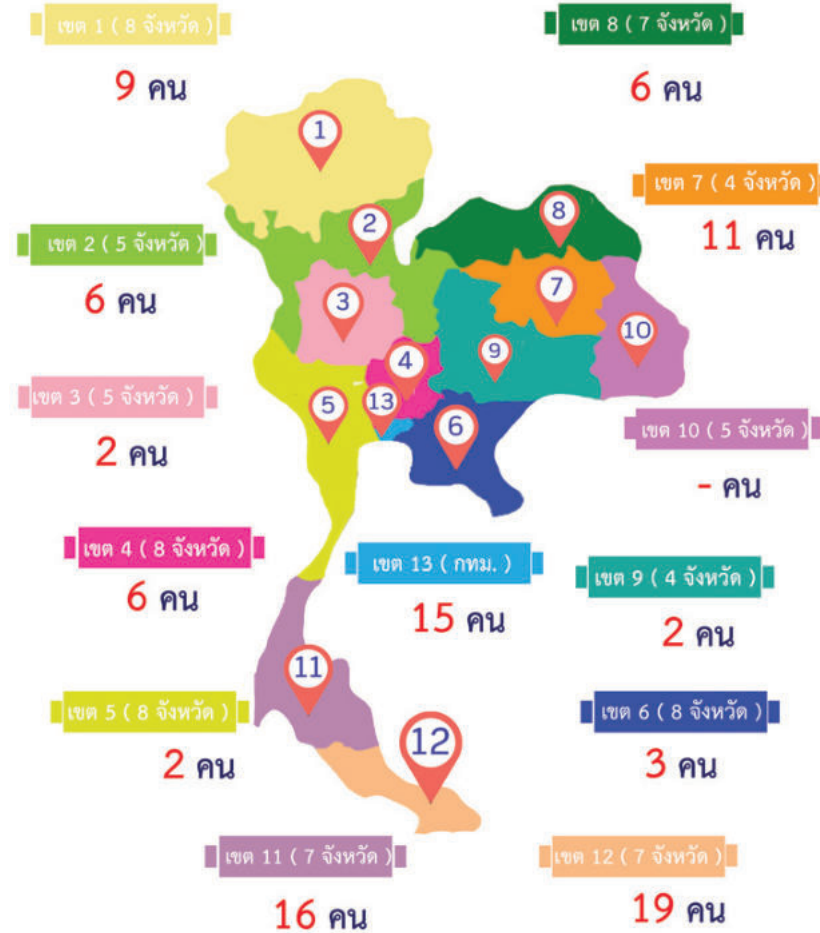 เขต 1 ( 8 จังหวัด )
9 คน
เขต 8 ( 7 จังหวัด )
6 คน
1
เขต 7 ( 4 จังหวัด )
11 คน
8
2
เขต 2 ( 5 จังหวัด )
6 คน
7
3
10
9
4
เขต 3 ( 5 จังหวัด )
2 คน
5
13
6
เขต 10 ( 5 จังหวัด )
- คน
เขต 4 ( 8 จังหวัด )
6 คน
เขต 13 ( กทม. )
15 คน
เขต 9 ( 4 จังหวัด )
2 คน
11
เขต 5 ( 8 จังหวัด )
2 คน
12
เขต 6 ( 8 จังหวัด )
3 คน
เขต 11 ( 7 จังหวัด )
16 คน
เขต 12 ( 7 จังหวัด )
19 คน